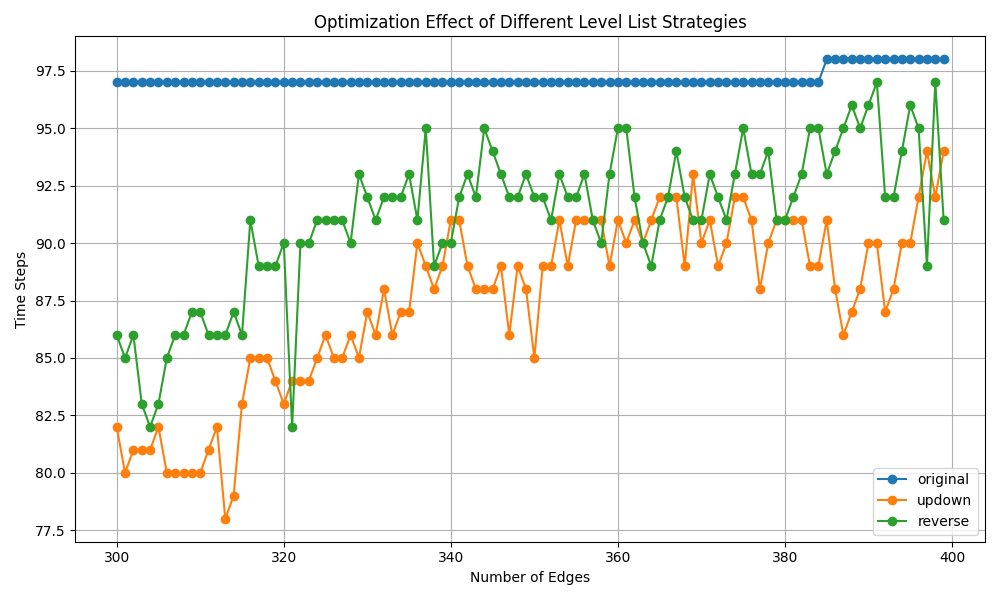 Optimization Effect of Different Level List Strategies
Time Steps
97.5
95.0
92.5
90.0
87.5
85.0
82.5
80.0
77.5
300 320 340 360 380 400
Number of Edges
original
updown
reverse